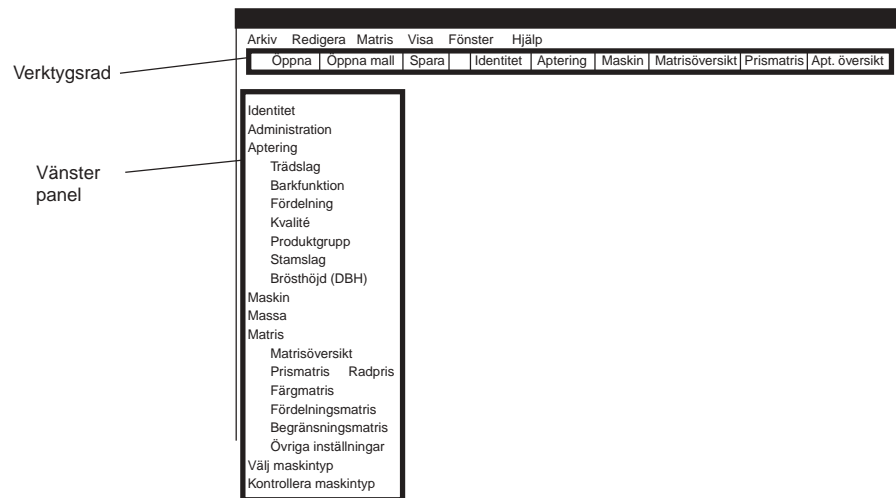 Arkiv Redigera Matris Visa Fönster Hjälp
Öppna Öppna mall Spara Identitet Aptering Maskin Matrisöversikt Prismatris Apt. översikt
Verktygsrad
Vänster
panel
Identitet
Administration
Aptering
Trädslag
Barkfunktion
Fördelning
Kvalité
Produktgrupp
Stamslag
Brösthöjd (DBH)
Maskin
Massa
Matris
Matrisöversikt
Prismatris Radpris
Färgmatris
Fördelningsmatris
Begränsningsmatris
Övriga inställningar
Välj maskintyp
Kontrollera maskintyp